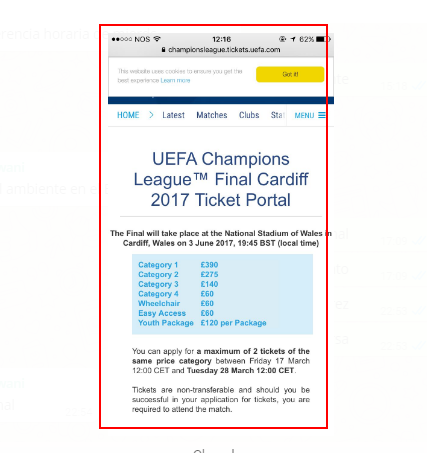 ●●○○○ NOS 12:16 62%
championsleague.tickets.uefa.com
This website uses cookies to ensure you get the
best experience Learn more
Got it!
HOME > Latest Matches Clubs Sta MENU
UEFA Champions
League™ Final Cardiff
2017 Ticket Portal
The Final will take place at the National Stadium of Wales in
Cardiff, Wales on 3 June 2017, 19:45 BST (local time)
Category 1 £390
Category 2 £275
Category 3 £140
Category 4 £60
Wheelchair £60
Easy Access £60
Youth Package £120 per Package
You can apply for a maximum of 2 tickets of the
same price category between Friday 17 March
12:00 CET and Tuesday 28 March 12:00 CET.
Tickets are non-transferable and should you be
successful in your application for tickets, you are
required to attend the match.